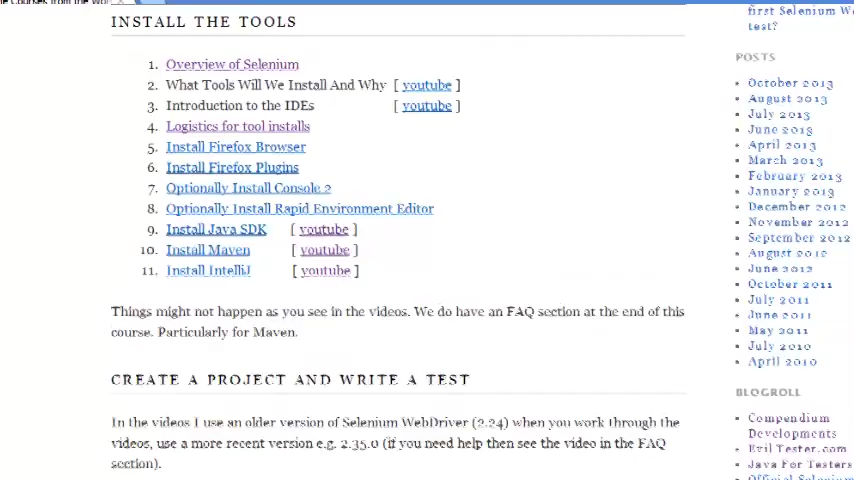 INSTALL THE TOOLS
1. Overview of Selenium
2. What Tools Will We Install And Why [ youtube ]
3. Introduction to the IDEs [ youtube ]
4. Logistics for tool installs
5. Install Firefox Browser
6. Install Firefox Plugins
7. Optionally Install Console 2
8. Optionally Install Rapid Environment Editor
9. Install Java SDK [ youtube ]
10. Install Maven [ youtube ]
11. Install IntelliJ [ youtube ]
Things might not happen as you see in the videos. We do have an FAQ section at the end of this
course. Particularly for Maven.
CREATE A PROJECT AND WRITE A TEST
In the videos I use an older version of Selenium WebDriver (2.24) when you work through the
videos, use a more recent version e.g. 2.35.0 (if you need help then see the video in the FAQ
section).
first Selenium We
test?
POSTS
October 2013
August 2013
July 2013
June 2013
April 2013
March 2013
February 2013
January 2013
December 2012
November 2012
September 2012
August 2012
June 2012
October 2011
July 2011
June 2011
May 2011
July 2010
April 2010
BLOGROLL
Compendium
Developments
Evil Tester.com
Java For Testers
Official Selenium